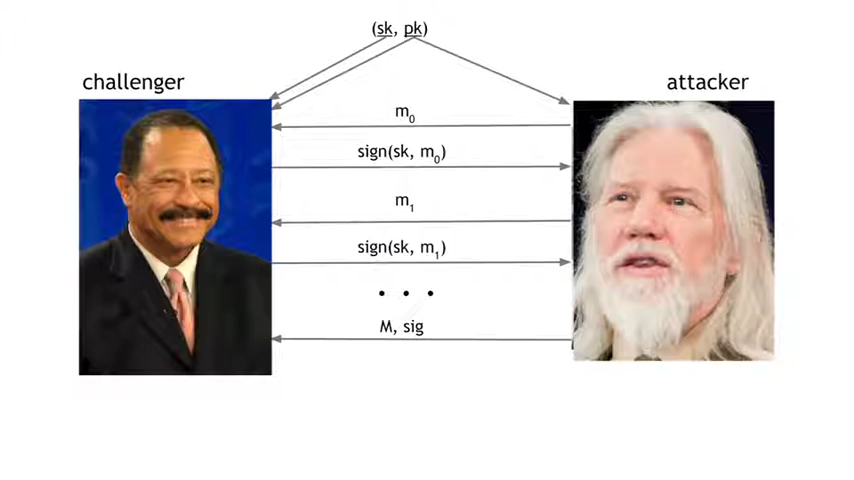 (sk, pk)
challenger
attacker
m0
sign(sk, m0)
m1
sign(sk, m1)
• • •
M, sig